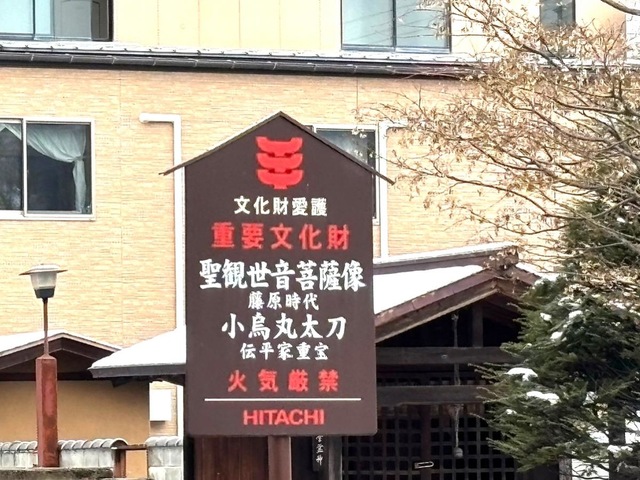 文化財愛護
重要文化財
聖観世音菩薩像
藤原時代
小烏丸太刀
伝平家重宝
火気厳禁
HITACHI